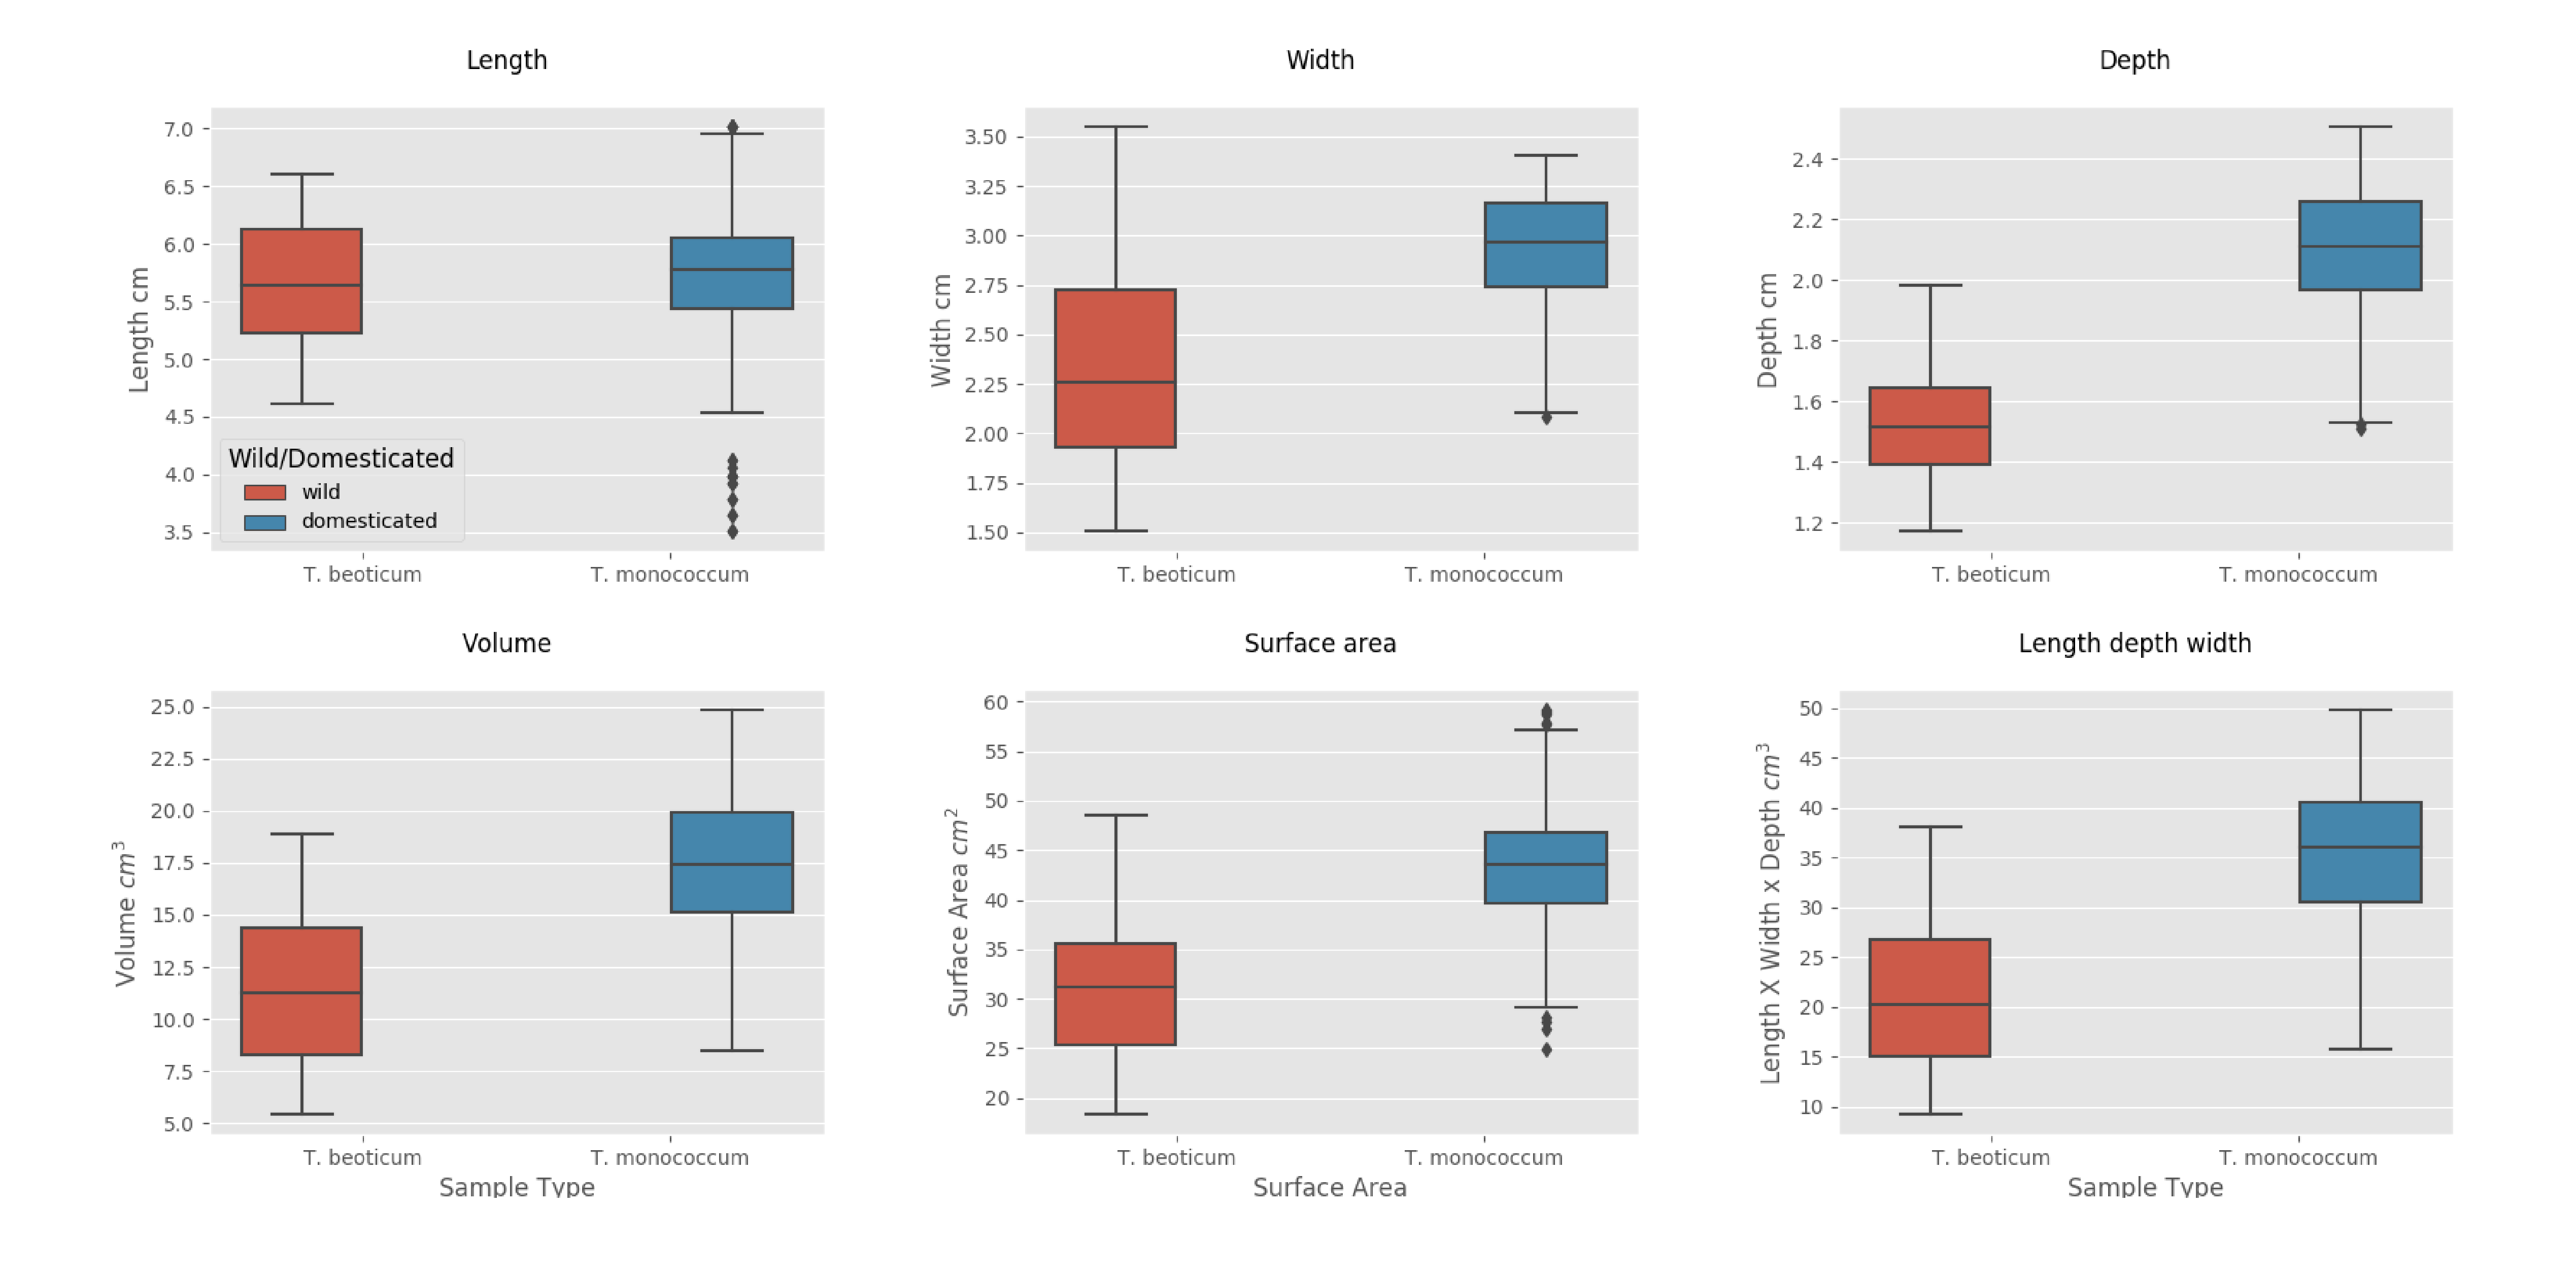 Length
7.0
6.5
6.0
5.5
5.0
4.5
4.0
3.5
Length cm
Wild/Domesticated
wild
domesticated
T. beoticum
T. monococcum
Width
3.50
3.25
3.00
2.75
2.50
2.25
2.00
1.75
1.50
Width cm
T. beoticum
T. monococcum
Depth
2.4
2.2
2.0
1.8
1.6
1.4
1.2
Depth cm
T. beoticum
T. monococcum
Volume
25.0
22.5
20.0
17.5
15.0
12.5
10.0
7.5
5.0
Volume cm³
T. beoticum
T. monococcum
Sample Type
Surface area
60
55
50
45
40
35
30
25
20
Surface Area cm²
T. beoticum
T. monococcum
Surface Area
Length depth width
50
45
40
35
30
25
20
15
10
Length X Width x Depth cm³
T. beoticum
T. monococcum
Sample Type